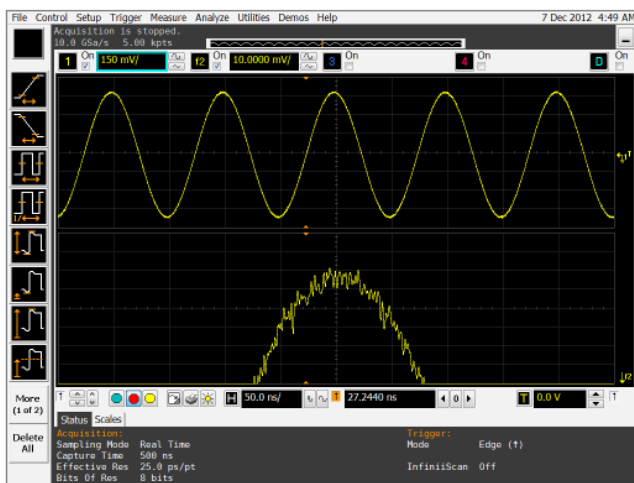 File Control Setup Trigger Measure Analyze Utilities Demos Help 7 Dec 2012 4:49 AM
Acquisition is stopped.
10.0 GSa/s 5.00 kpts
1 On 150 mV/ f2 On 10.0000 mV/ 3 On 4 On D On
1T
1/
f2
More
(1 of 2)
Delete
All
T H 50.0 ns/ T 27.2440 ns 0 T 0.0 V T
Status Scales
Acquisition: Trigger:
Sampling Mode Real Time Mode Edge (↑)
Capture Time 500 ns
Effective Res 25.0 ps/pt InfiniiScan Off
Bits Of Res 8 bits